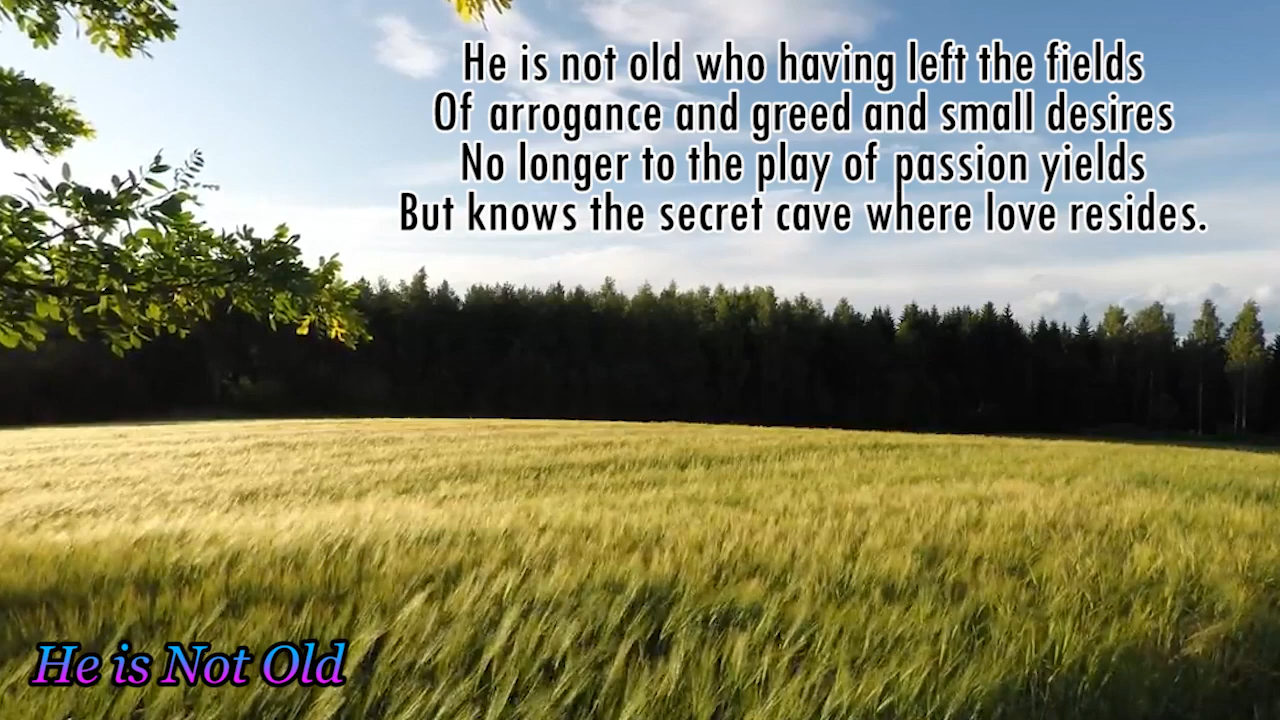 He is not old who having left the fields
Of arrogance and greed and small desires
No longer to the play of passion yields
But knows the secret cave where love resides.
He is Not Old